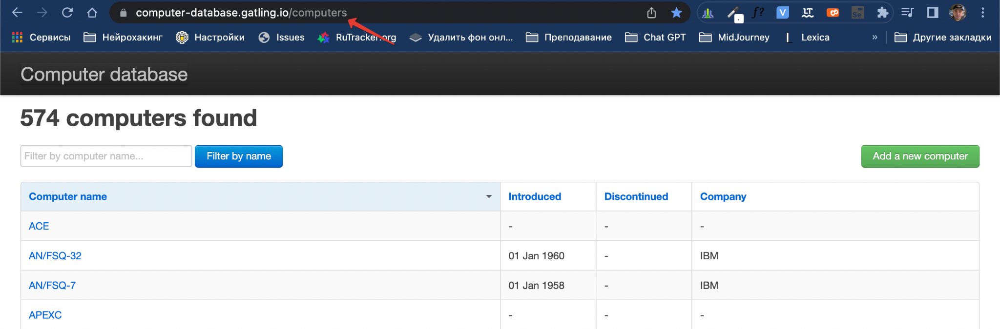 computer-database.gatling.io/computers
f? V LT Se
Сервисы Нейрохакинг Настройки Issues RuTracker.org Удалить фон онл... Преподавание Chat GPT MidJourney L Lexica » Другие закладки
Computer database
574 computers found
Filter by computer name... Filter by name Add a new computer
Computer name Introduced Discontinued Company
ACE - - -
AN/FSQ-32 01 Jan 1960 - IBM
AN/FSQ-7 01 Jan 1958 - IBM
APEXC - - -